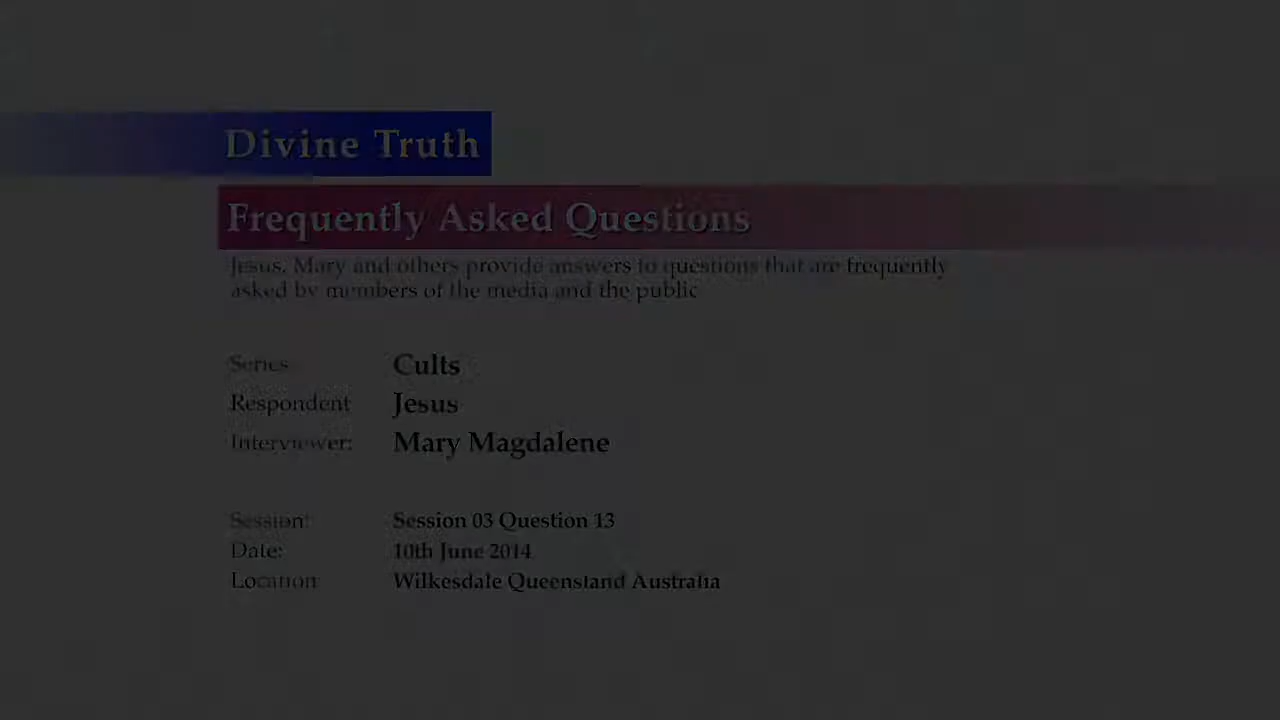 Divine Truth
Frequently Asked Questions
Jesus, Mary and others provide answers to questions that are frequently
asked by members of the media and the public
Series Cults
Respondent Jesus
Interviewer: Mary Magdalene
Session: Session 03 Question 13
Date: 10th June 2014
Location Wilkesdale Queensland Australia